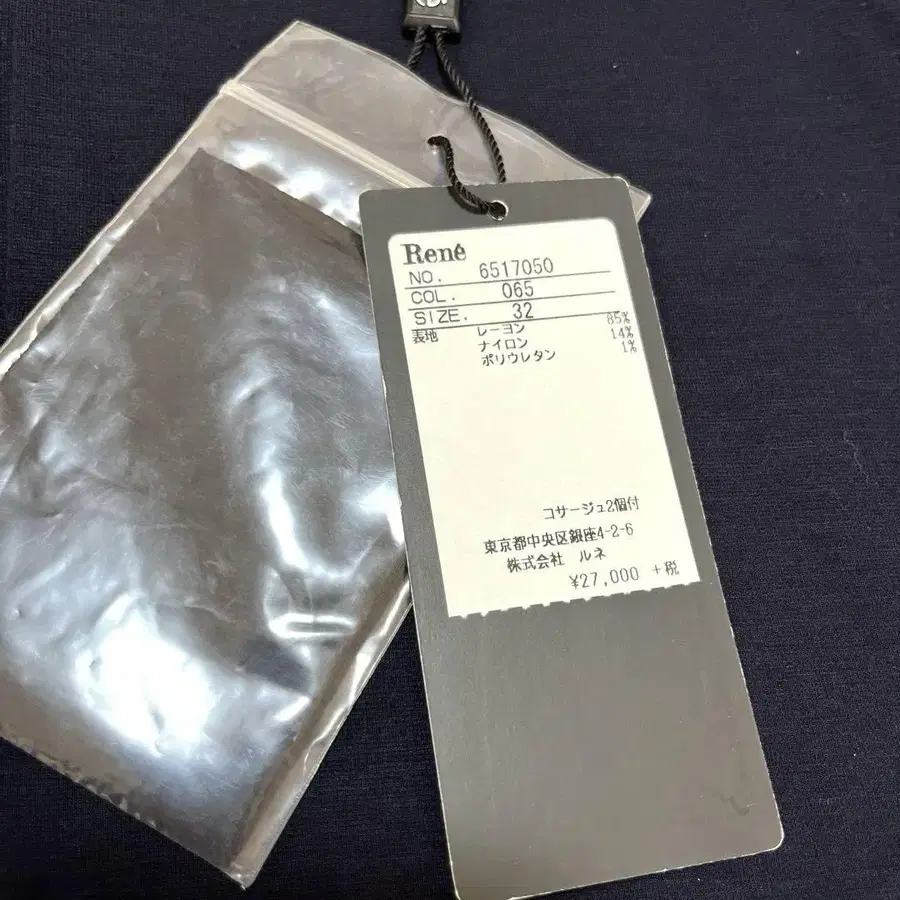 René
NO. 6517050
COL. 065
SIZE. 32
表地 レーヨン 85%
ナイロン 14%
ポリウレタン 1%
コサージュ2個付
東京都中央区銀座4-2-6
株式会社 ルネ
¥27,000 +税